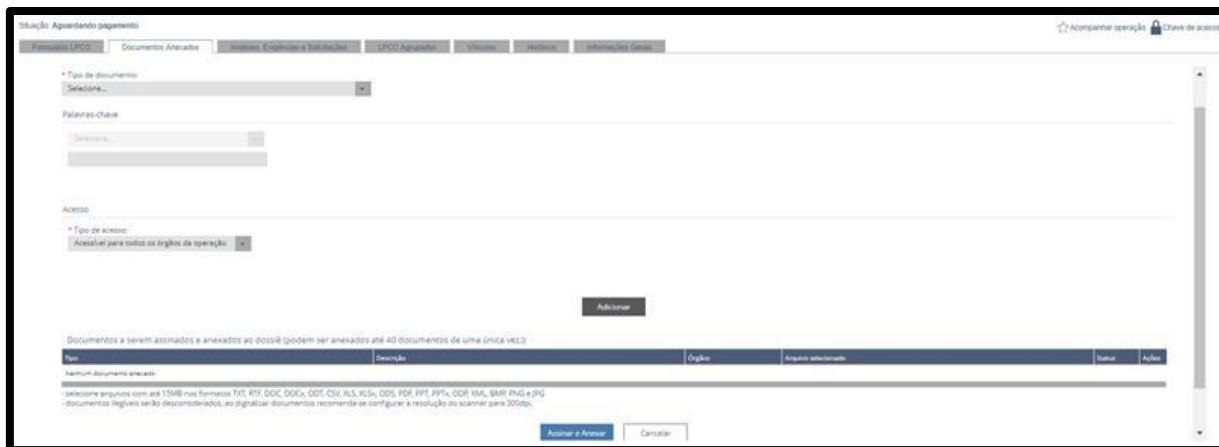 Situação: Aguardando pagamento
Acompanhar operação Chave de acesso
Formulário LPCO Documentos Anexados Análises, Exigências e Solicitações LPCO Agrupados Vínculos Histórico Informações Gerais
* Tipo de documento:
Selecione...
Palavras-chave
Selecione...
Acesso
* Tipo de acesso:
Acessível para todos os órgãos da operação
Adicionar
Documentos a serem assinados e anexados ao dossiê (podem ser anexados até 40 documentos de uma única vez.):
Tipo Descrição Órgãos Arquivo selecionado Status Ações
Nenhum documento anexado
- selecione arquivos com até 15MB nos formatos TXT, RTF, DOC, DOCx, ODT, CSV, XLS, XLSx, ODS, PDF, PPT, PPTx, ODP, XML, BMP, PNG e JPG
- documentos ilegíveis serão desconsiderados, ao digitalizar documentos recomenda-se configurar a resolução do scanner para 300dpi.
Assinar e Anexar Cancelar